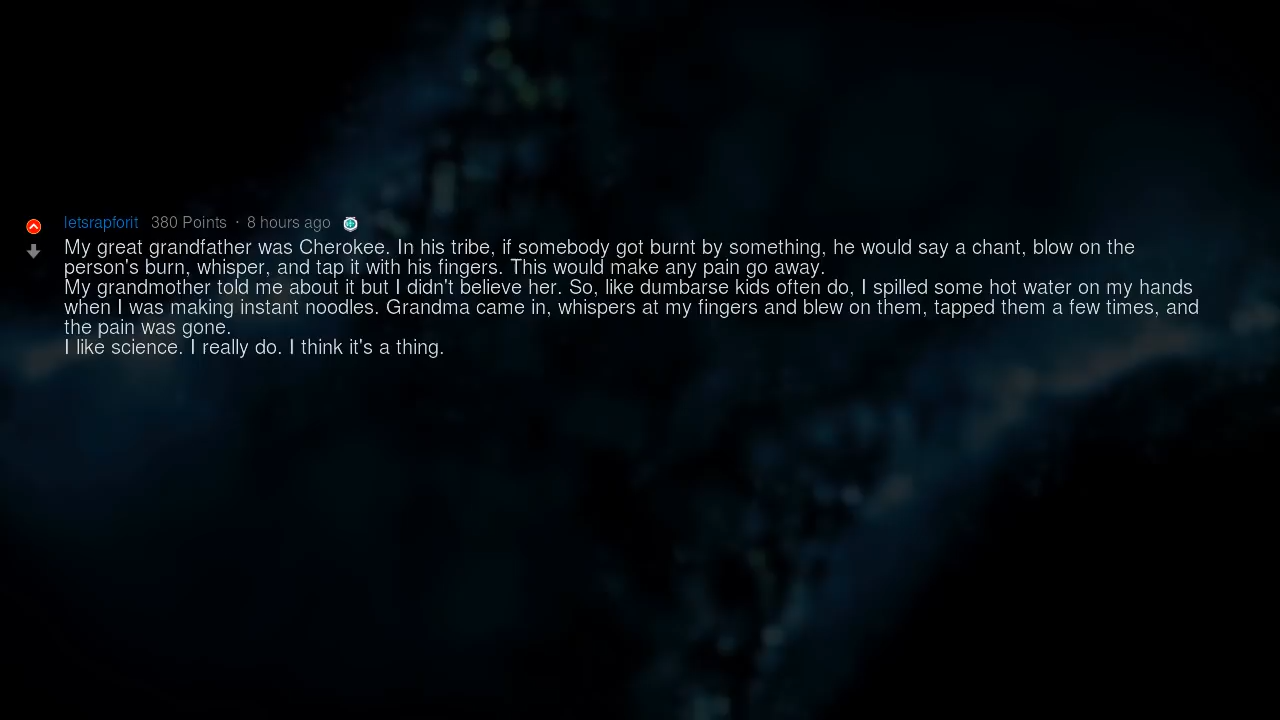 letsrapforit 380 Points · 8 hours ago
My great grandfather was Cherokee. In his tribe, if somebody got burnt by something, he would say a chant, blow on the
person's burn, whisper, and tap it with his fingers. This would make any pain go away.
My grandmother told me about it but I didn't believe her. So, like dumbarse kids often do, I spilled some hot water on my hands
when I was making instant noodles. Grandma came in, whispers at my fingers and blew on them, tapped them a few times, and
the pain was gone.
I like science. I really do. I think it's a thing.